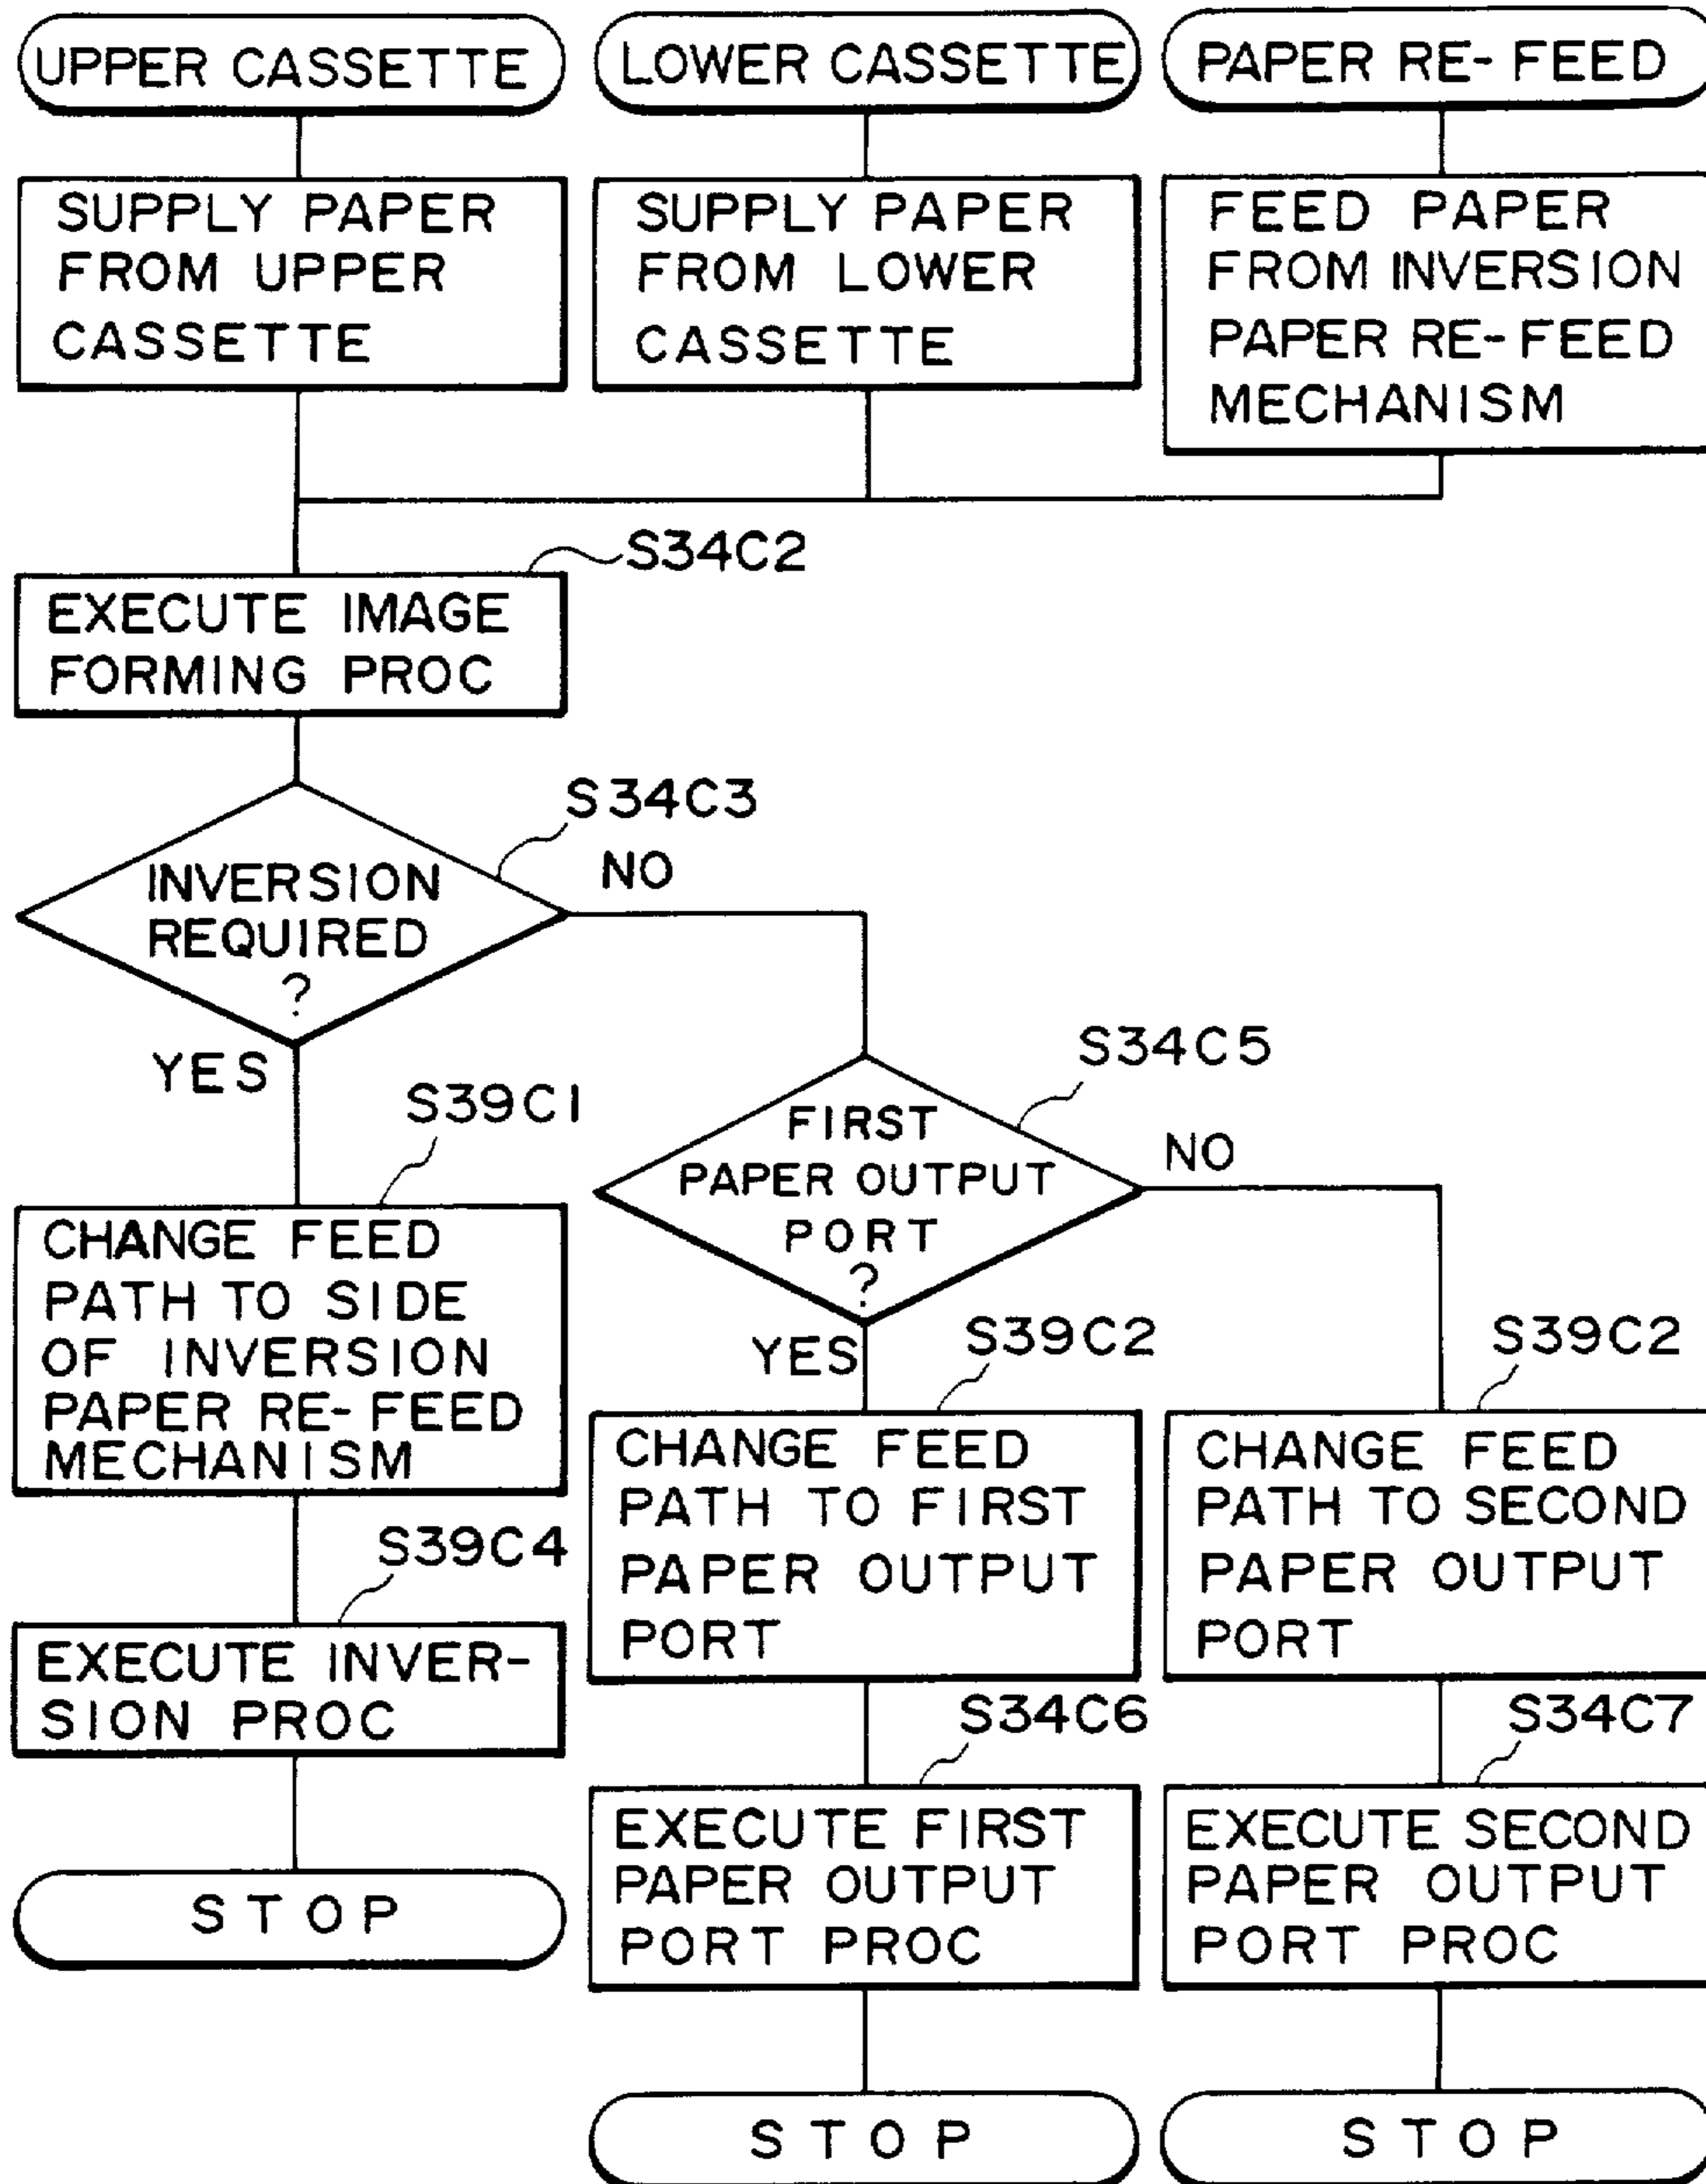 UPPER CASSETTE
LOWER CASSETTE
PAPER RE-FEED
SUPPLY PAPER
FROM UPPER
CASSETTE
SUPPLY PAPER
FROM LOWER
CASSETTE
FEED PAPER
FROM INVERSION
PAPER RE-FEED
MECHANISM
S34C2
EXECUTE IMAGE
FORMING PROC
S34C3
INVERSION
REQUIRED
?
NO
YES
S34C5
FIRST
PAPER OUTPUT
PORT
?
NO
YES
S39C1
CHANGE FEED
PATH TO SIDE
OF INVERSION
PAPER RE-FEED
MECHANISM
S39C2
CHANGE FEED
PATH TO FIRST
PAPER OUTPUT
PORT
S39C2
CHANGE FEED
PATH TO SECOND
PAPER OUTPUT
PORT
S39C4
EXECUTE INVER-
SION PROC
S34C6
EXECUTE FIRST
PAPER OUTPUT
PORT PROC
S34C7
EXECUTE SECOND
PAPER OUTPUT
PORT PROC
STOP
STOP
STOP